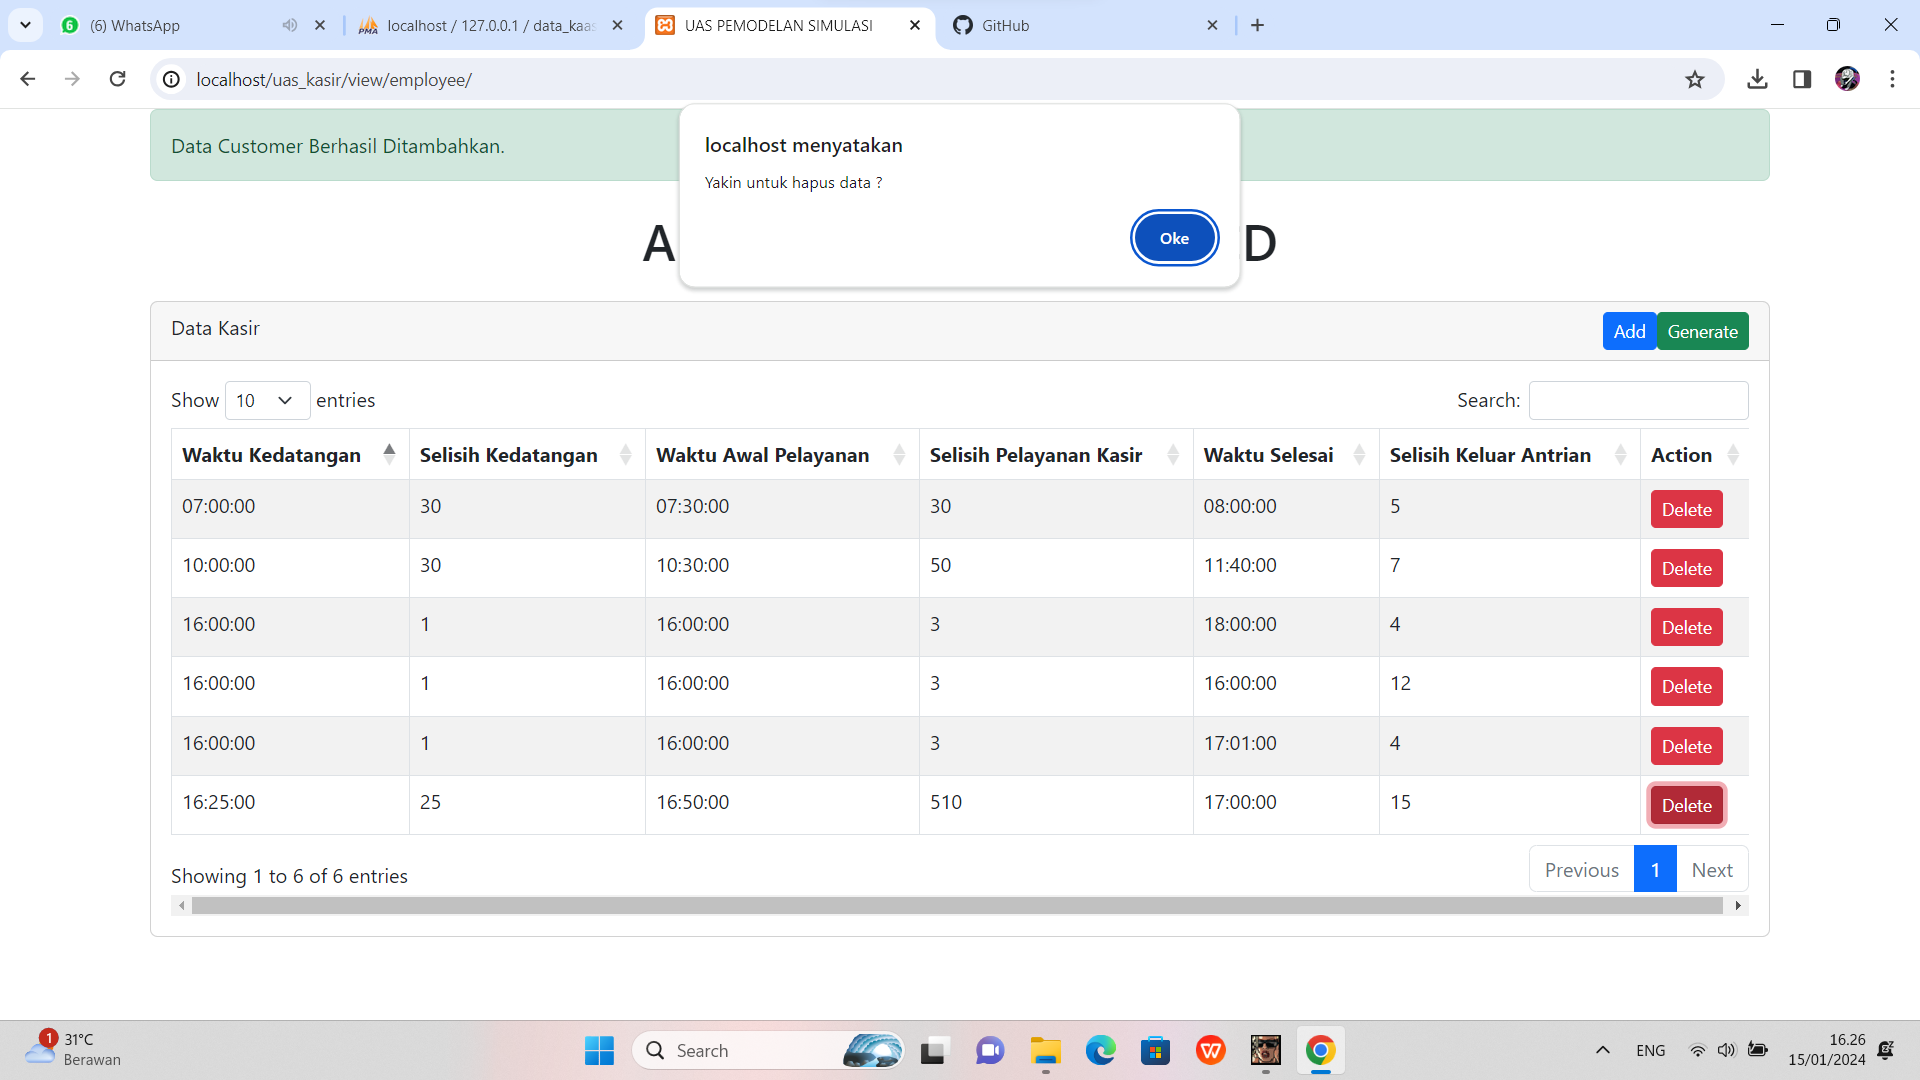 (6) WhatsApp
localhost / 127.0.0.1 / data_kaas
UAS PEMODELAN SIMULASI
GitHub
localhost/uas_kasir/view/employee/
Data Customer Berhasil Ditambahkan.
localhost menyatakan
Yakin untuk hapus data ?
Oke
A D
Data Kasir
Add Generate
Show 10 entries Search:
Waktu Kedatangan Selisih Kedatangan Waktu Awal Pelayanan Selisih Pelayanan Kasir Waktu Selesai Selisih Keluar Antrian Action
07:00:00 30 07:30:00 30 08:00:00 5 Delete
10:00:00 30 10:30:00 50 11:40:00 7 Delete
16:00:00 1 16:00:00 3 18:00:00 4 Delete
16:00:00 1 16:00:00 3 16:00:00 12 Delete
16:00:00 1 16:00:00 3 17:01:00 4 Delete
16:25:00 25 16:50:00 510 17:00:00 15 Delete
Showing 1 to 6 of 6 entries
Previous 1 Next
1
31°C
Berawan
Search
ENG
16.26
15/01/2024